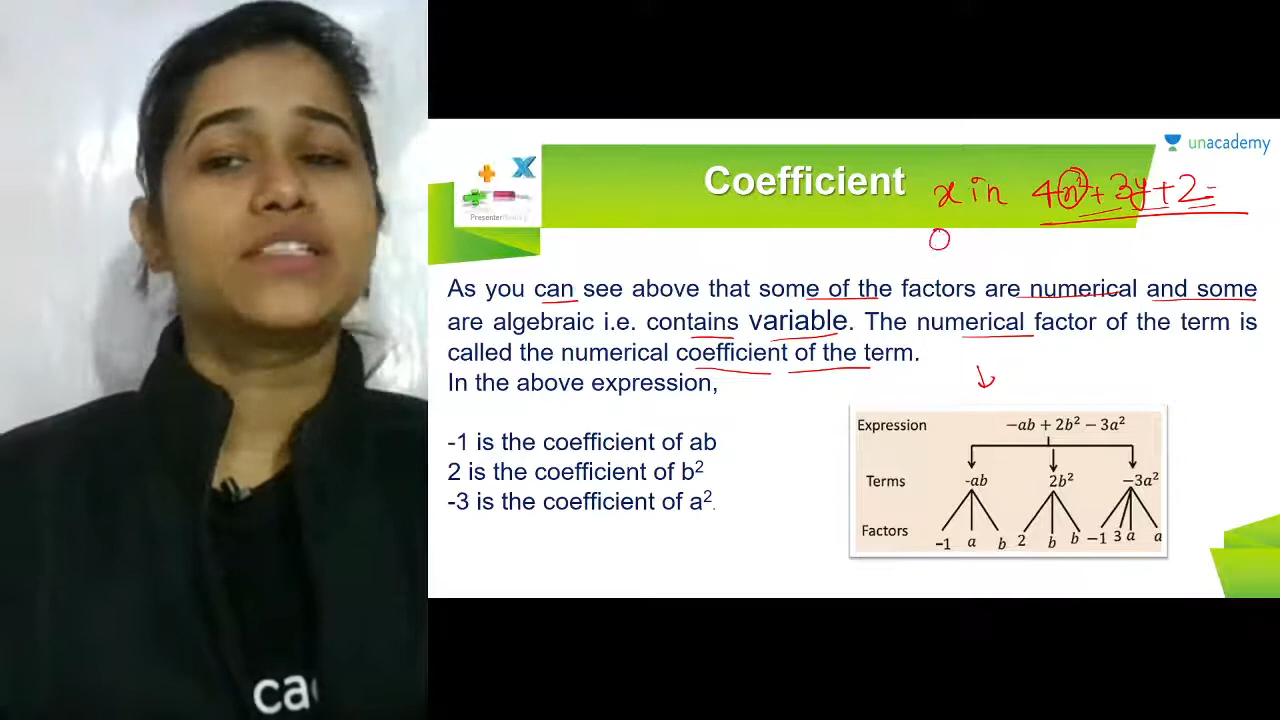 unacademy
Coefficient
x in 4x² + 3y + 2 =
0
As you can see above that some of the factors are numerical and some
are algebraic i.e. contains variable. The numerical factor of the term is
called the numerical coefficient of the term.
In the above expression,
-1 is the coefficient of ab
2 is the coefficient of b²
-3 is the coefficient of a².
Expression −ab + 2b² − 3a²
Terms -ab 2b² −3a²
Factors −1 a b 2 b b −1 3 a a